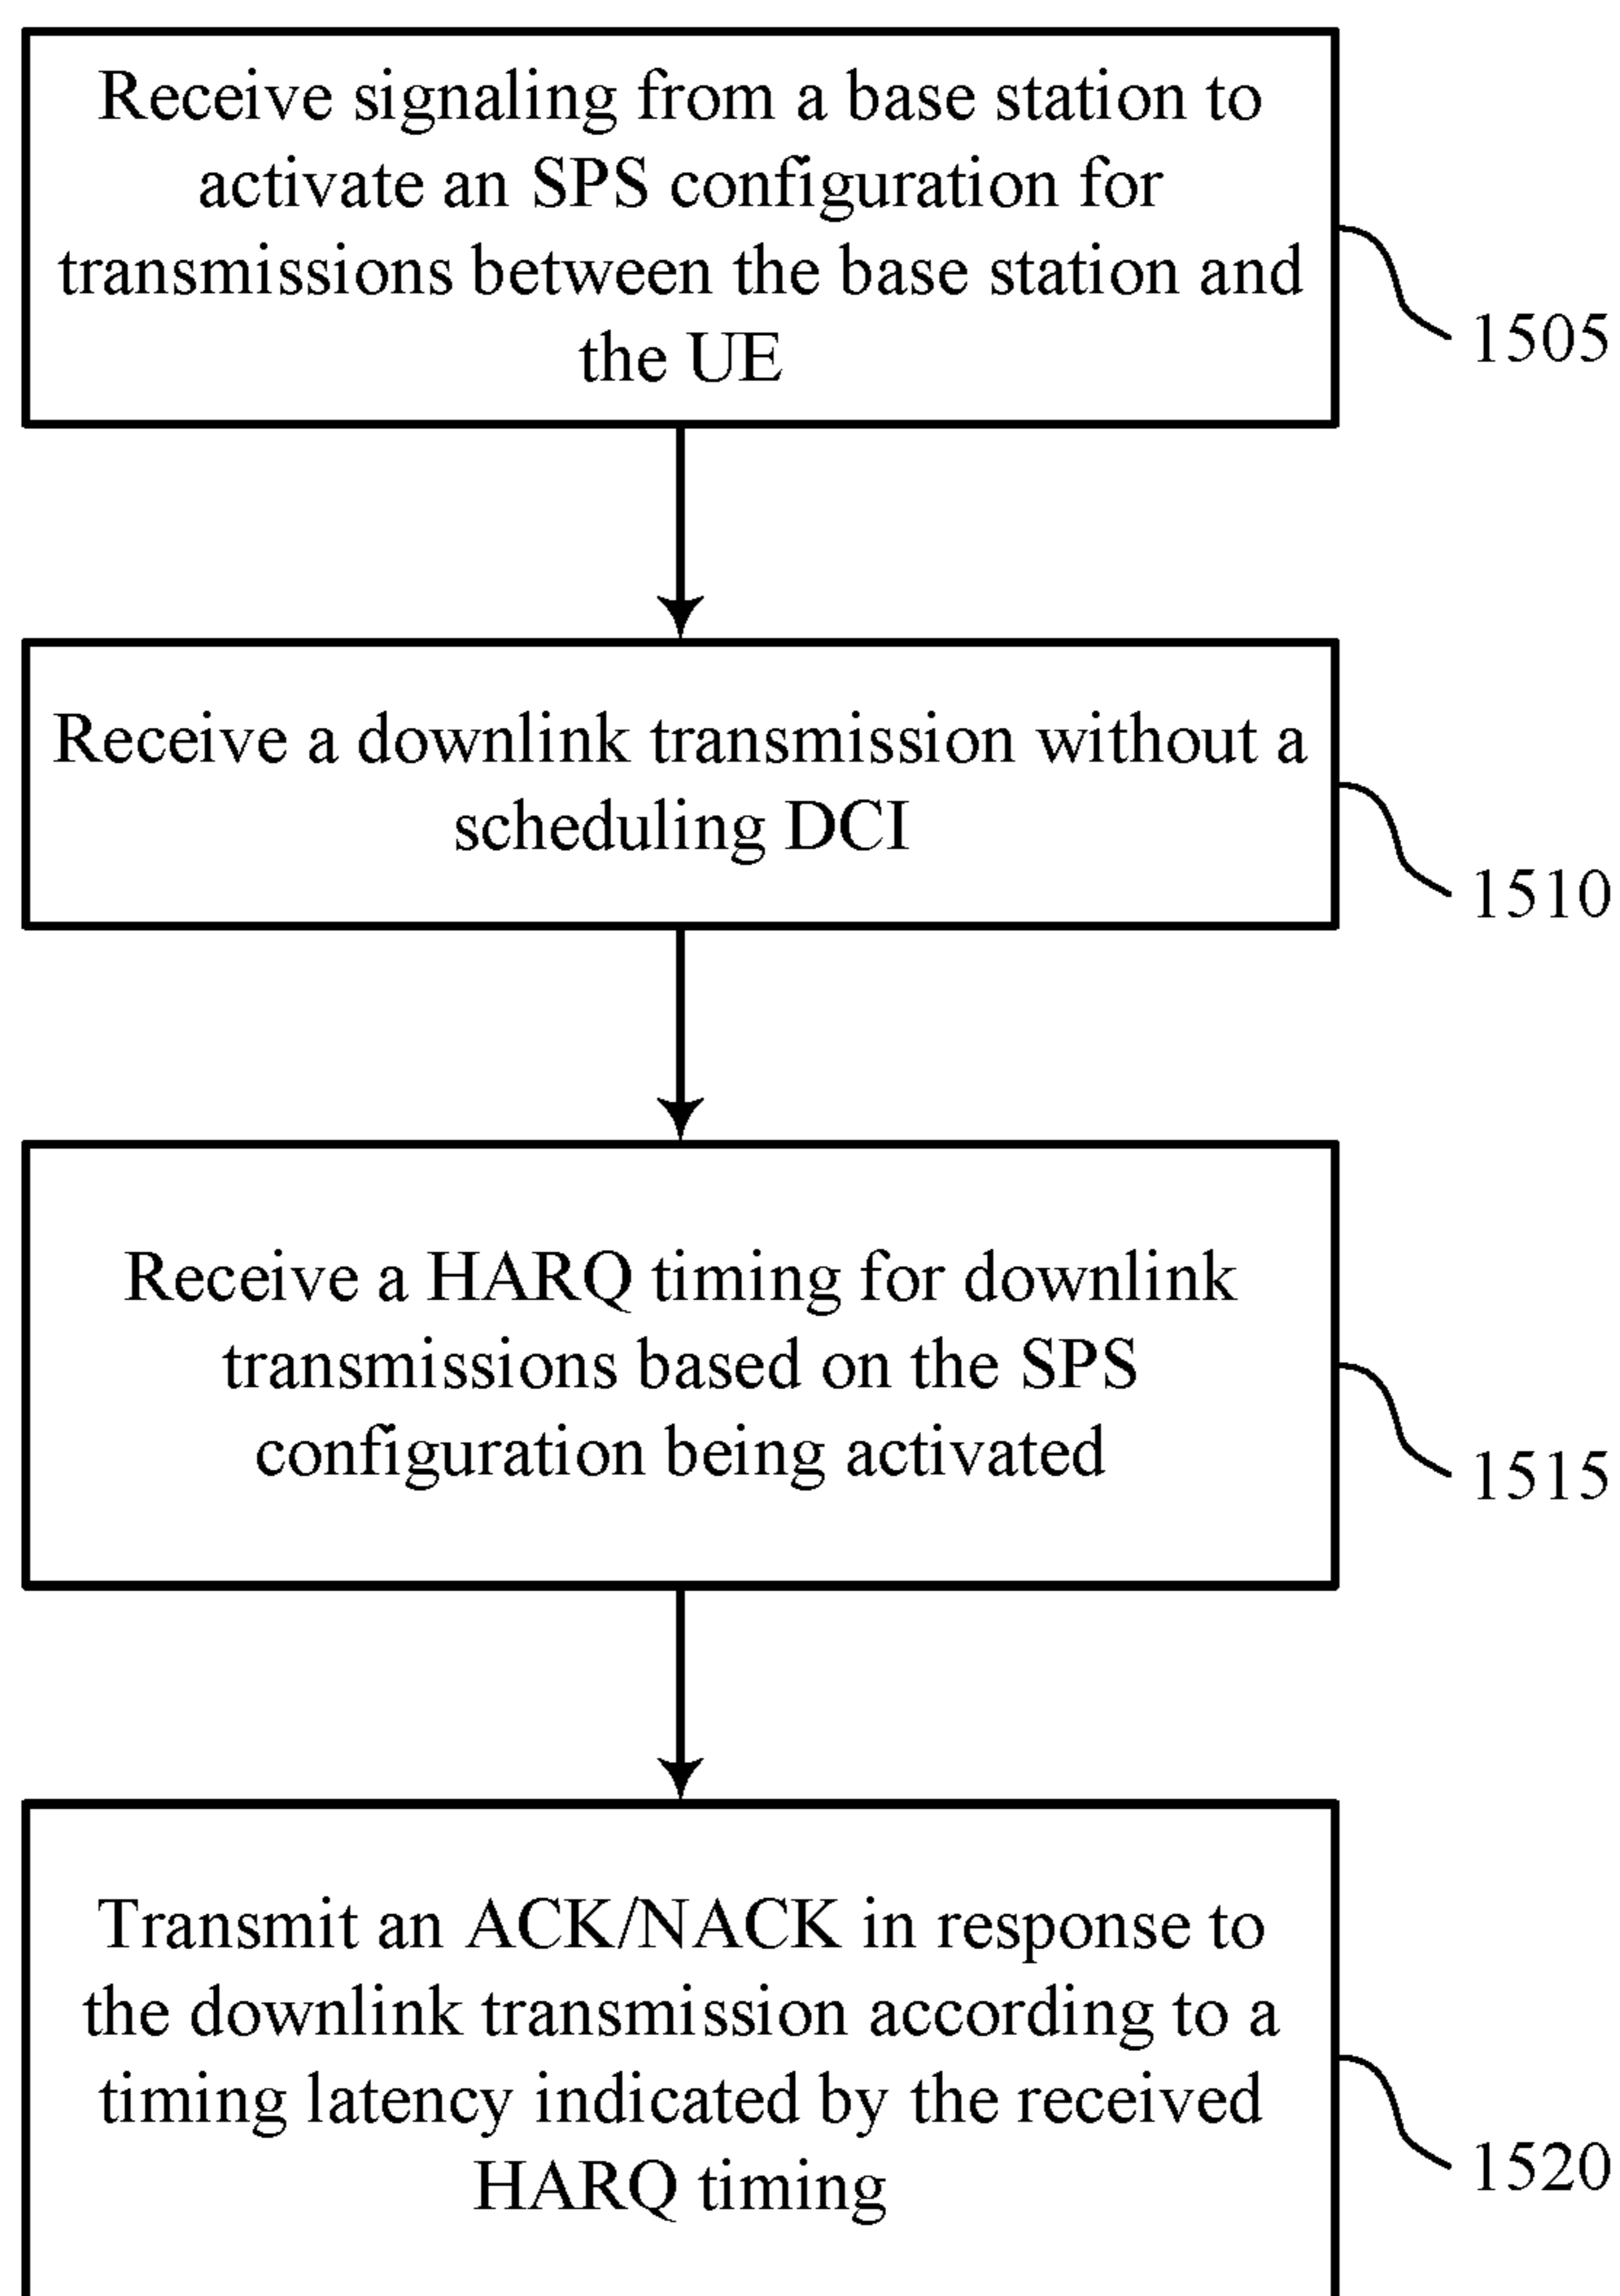 Receive signaling from a base station to
activate an SPS configuration for
transmissions between the base station and
the UE
1505
Receive a downlink transmission without a
scheduling DCI
1510
Receive a HARQ timing for downlink
transmissions based on the SPS
configuration being activated
1515
Transmit an ACK/NACK in response to
the downlink transmission according to a
timing latency indicated by the received
HARQ timing
1520